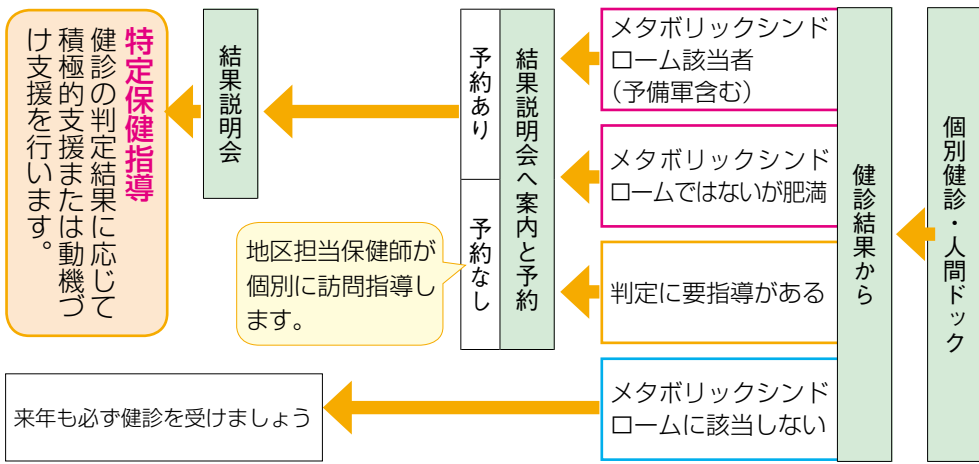 個別健診・人間ドック
健診結果から
メタボリックシンド
ローム該当者
（予備軍含む）
メタボリックシンド
ロームではないが肥満
判定に要指導がある
メタボリックシンド
ロームに該当しない
結果説明会へ案内と予約
予約あり
予約なし
地区担当保健師が
個別に訪問指導し
ます。
結果説明会
特定保健指導
健診の判定結果に応じて
積極的支援または動機づ
け支援を行います。
来年も必ず健診を受けましょう